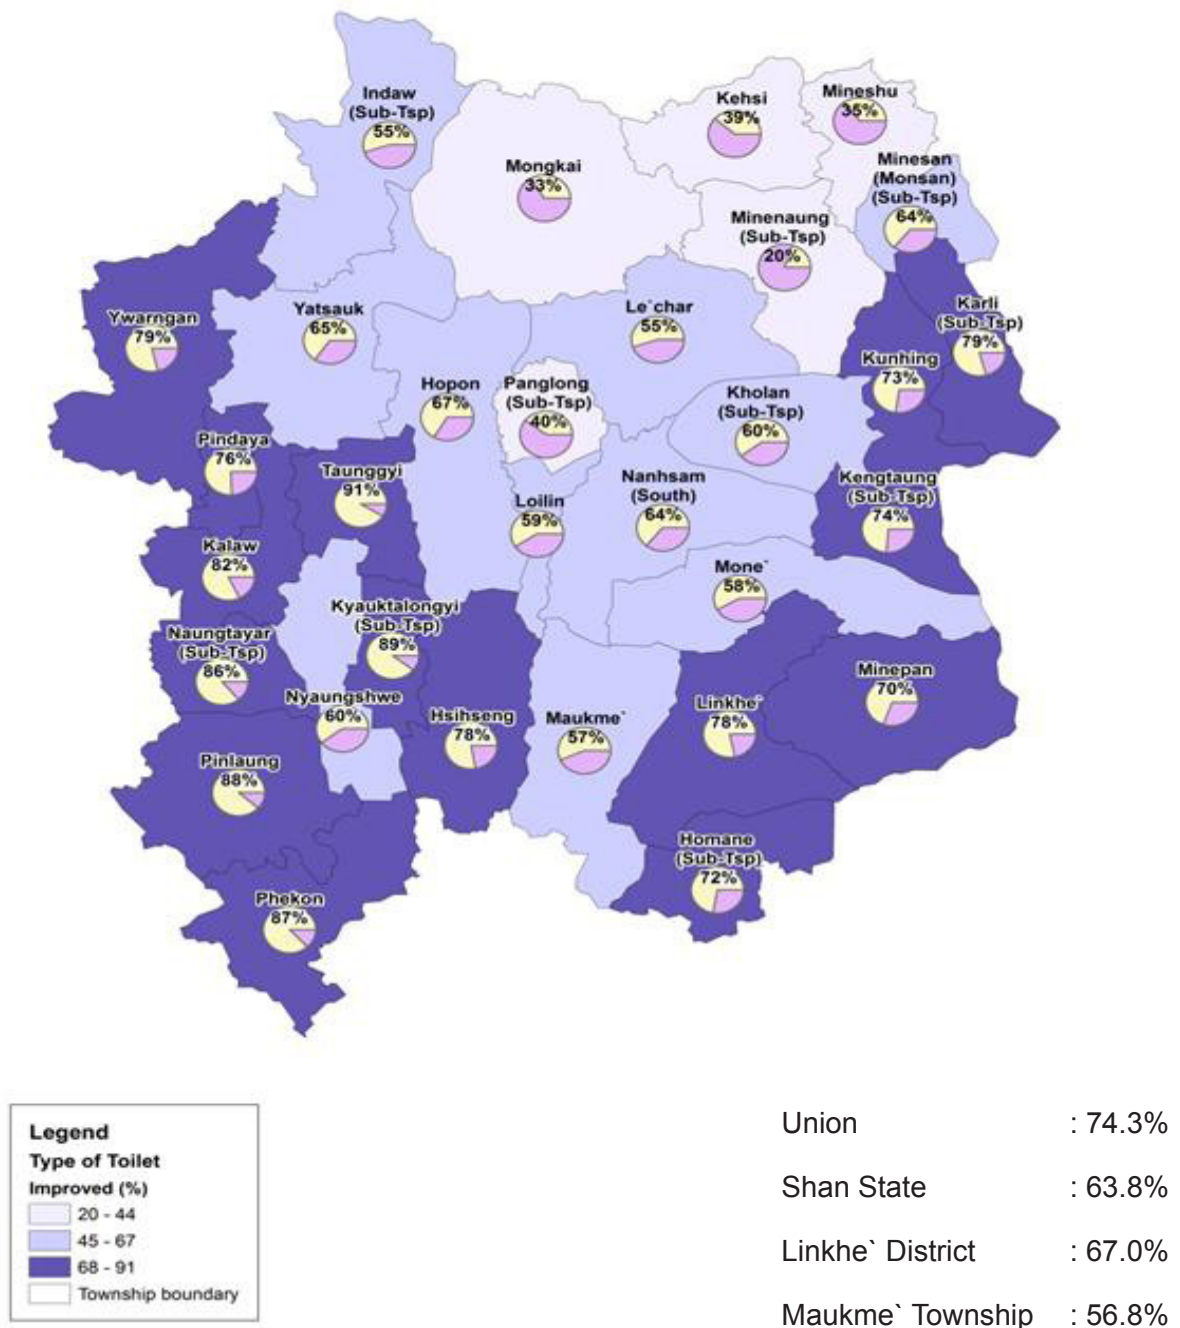 Indaw
(Sub-Tsp)
55%
Mongkai
33%
Kehsi
39%
Mineshu
35%
Minesan
(Monsan)
(Sub-Tsp)
64%
Minenaung
(Sub-Tsp)
20%
Ywarngan
79%
Yatsauk
65%
Le`char
55%
Karli
(Sub-Tsp)
79%
Kunhing
73%
Hopon
67%
Panglong
(Sub-Tsp)
40%
Kholan
(Sub-Tsp)
60%
Pindaya
76%
Taunggyi
91%
Loilin
59%
Nanhsam
(South)
64%
Kengtaung
(Sub-Tsp)
74%
Kalaw
82%
Mone`
58%
Kyauktalongyi
(Sub-Tsp)
89%
Naungtayar
(Sub-Tsp)
86%
Minepan
70%
Nyaungshwe
60%
Hsihseng
78%
Maukme`
57%
Linkhe`
78%
Pinlaung
88%
Homane
(Sub-Tsp)
72%
Phekon
87%
Legend
Type of Toilet
Improved (%)
20 - 44
45 - 67
68 - 91
Township boundary
Union : 74.3%
Shan State : 63.8%
Linkhe` District : 67.0%
Maukme` Township : 56.8%